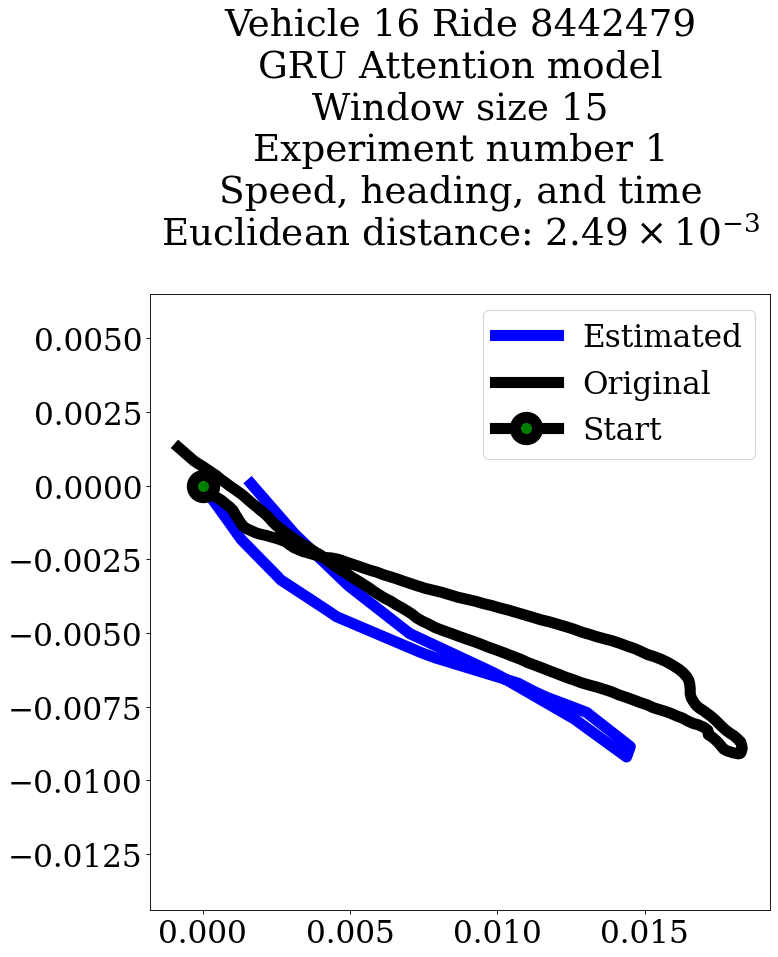 Vehicle 16 Ride 8442479
GRU Attention model
Window size 15
Experiment number 1
Speed, heading, and time
Euclidean distance: 2.49 × 10⁻³
Estimated
Original
Start
0.0050
0.0025
0.0000
−0.0025
−0.0050
−0.0075
−0.0100
−0.0125
0.000 0.005 0.010 0.015